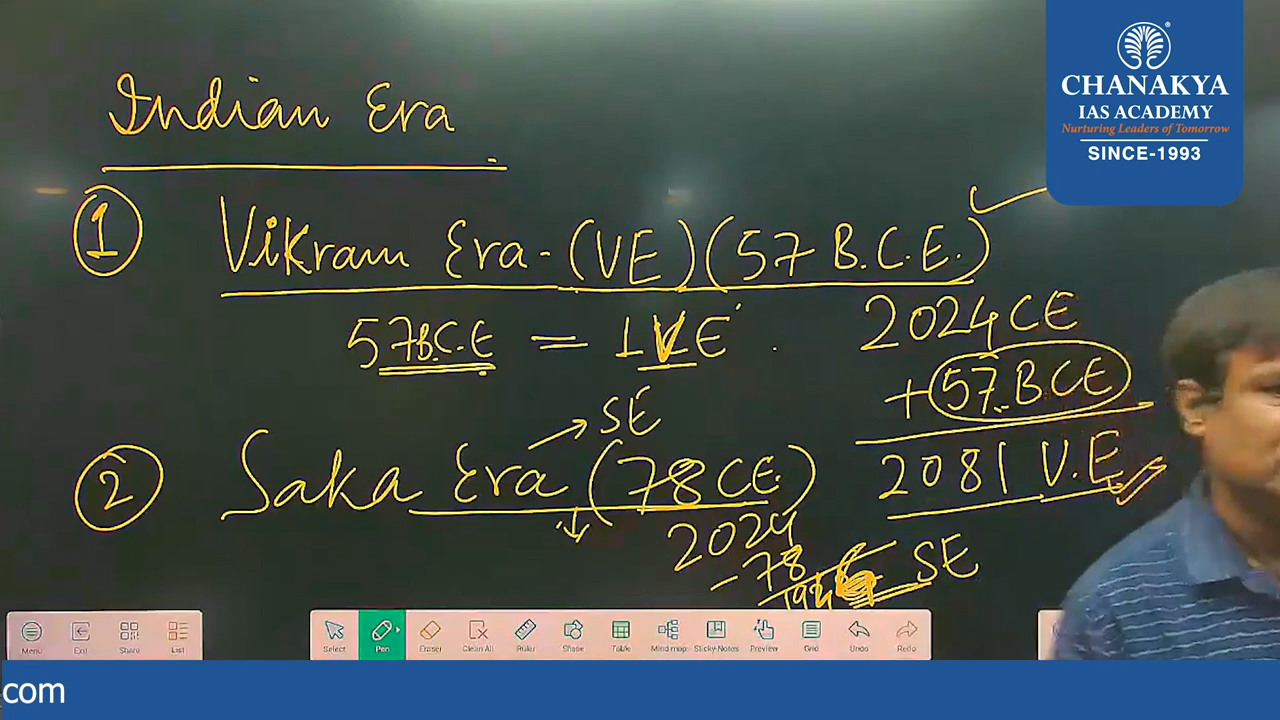 CHANAKYA
IAS ACADEMY
Nurturing Leaders of Tomorrow
SINCE-1993
Indian Era
1 Vikram Era - (VE) (57 B.C.E.)
57 B.C.E = 1 VE
2024 CE
+ 57 BCE
2081 V.E
SE
2 Saka Era (78 CE)
2024
- 78
SE
Menu Exit Share List
Select Pen Eraser Clean All Ruler Shape Table Mind map Sticky-Notes Preview Grid Undo Redo
com